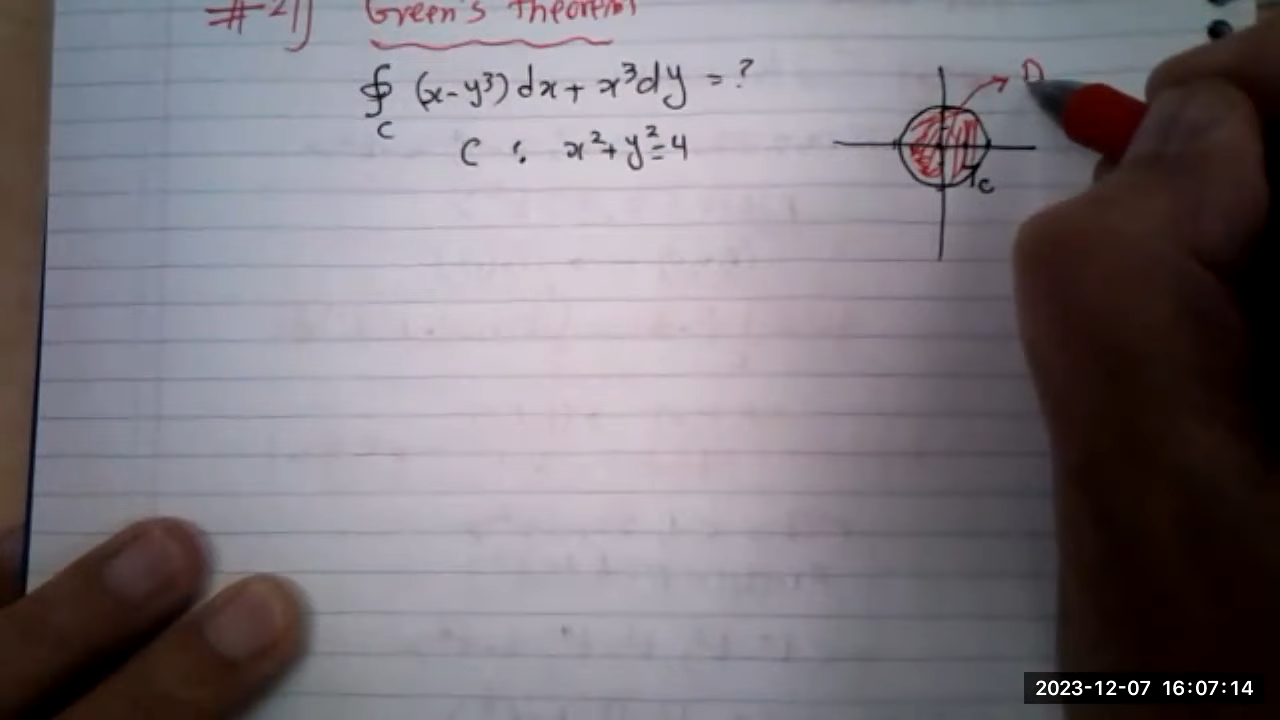 #21) Green's Theorem
∮ (x-y³) dx + x³dy = ?
C
C : x²+y²=4
D
C
2023-12-07 16:07:14